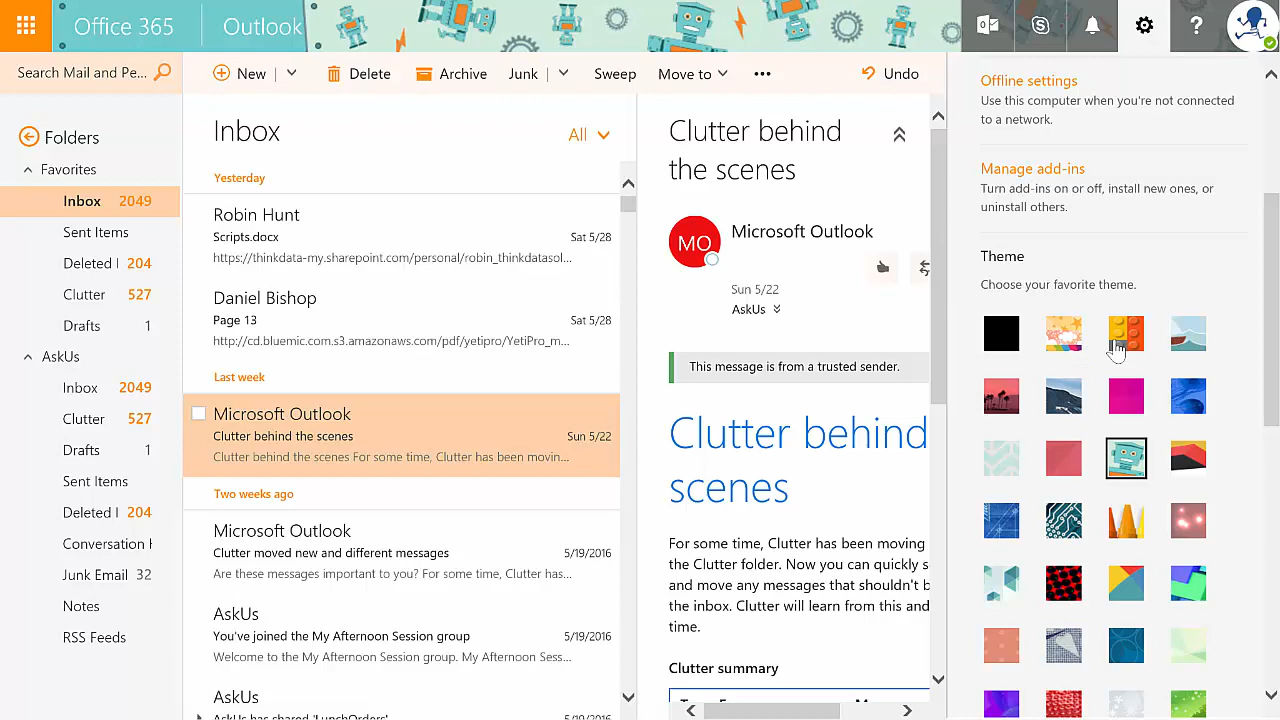 Office 365
Outlook
Search Mail and Pe...
New
Delete
Archive
Junk
Sweep
Move to
Undo
Folders
Favorites
Inbox 2049
Sent Items
Deleted I 204
Clutter 527
Drafts 1
AskUs
Inbox 2049
Clutter 527
Drafts 1
Sent Items
Deleted I 204
Conversation H
Junk Email 32
Notes
RSS Feeds
Inbox
All
Yesterday
Robin Hunt
Scripts.docx Sat 5/28
https://thinkdata-my.sharepoint.com/personal/robin_thinkdatasol...
Daniel Bishop
Page 13 Sat 5/28
http://cd.bluemic.com.s3.amazonaws.com/pdf/yetipro/YetiPro_m...
Last week
Microsoft Outlook
Clutter behind the scenes Sun 5/22
Clutter behind the scenes For some time, Clutter has been movin...
Two weeks ago
Microsoft Outlook
Clutter moved new and different messages 5/19/2016
Are these messages important to you? For some time, Clutter has...
AskUs
You've joined the My Afternoon Session group 5/19/2016
Welcome to the My Afternoon Session group. My Afternoon Sess...
AskUs
AskUs has shared 'LunchOrders' 5/19/2016
Clutter behind
the scenes
MO
Microsoft Outlook
Sun 5/22
AskUs
This message is from a trusted sender.
Clutter behind
scenes
For some time, Clutter has been moving
the Clutter folder. Now you can quickly s
and move any messages that shouldn't b
the inbox. Clutter will learn from this and
time.
Clutter summary
Offline settings
Use this computer when you're not connected
to a network.
Manage add-ins
Turn add-ins on or off, install new ones, or
uninstall others.
Theme
Choose your favorite theme.